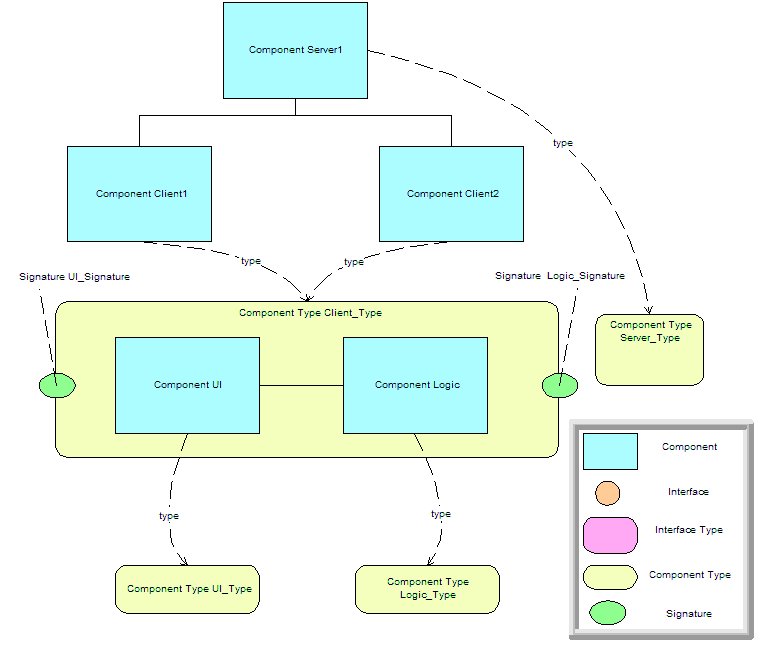 Component Server1
type
Component Client1
Component Client2
type
type
Signature UI_Signature
Signature Logic_Signature
Component Type Client_Type
Component Type
Server_Type
Component UI
Component Logic
Component
Interface
Interface Type
Component Type
Signature
type
type
Component Type UI_Type
Component Type
Logic_Type